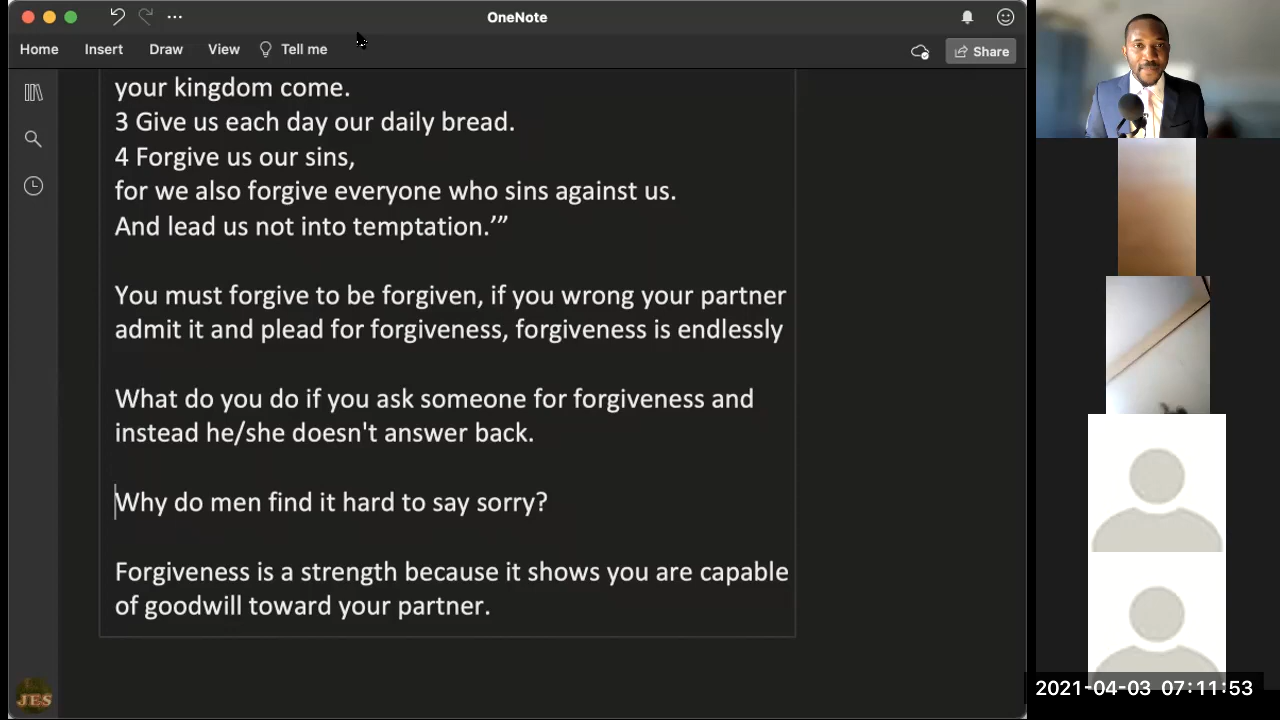 OneNote
Home Insert Draw View Tell me Share
your kingdom come.
3 Give us each day our daily bread.
4 Forgive us our sins,
for we also forgive everyone who sins against us.
And lead us not into temptation.’”
You must forgive to be forgiven, if you wrong your partner
admit it and plead for forgiveness, forgiveness is endlessly
What do you do if you ask someone for forgiveness and
instead he/she doesn't answer back.
Why do men find it hard to say sorry?
Forgiveness is a strength because it shows you are capable
of goodwill toward your partner.
JES
2021-04-03 07:11:53